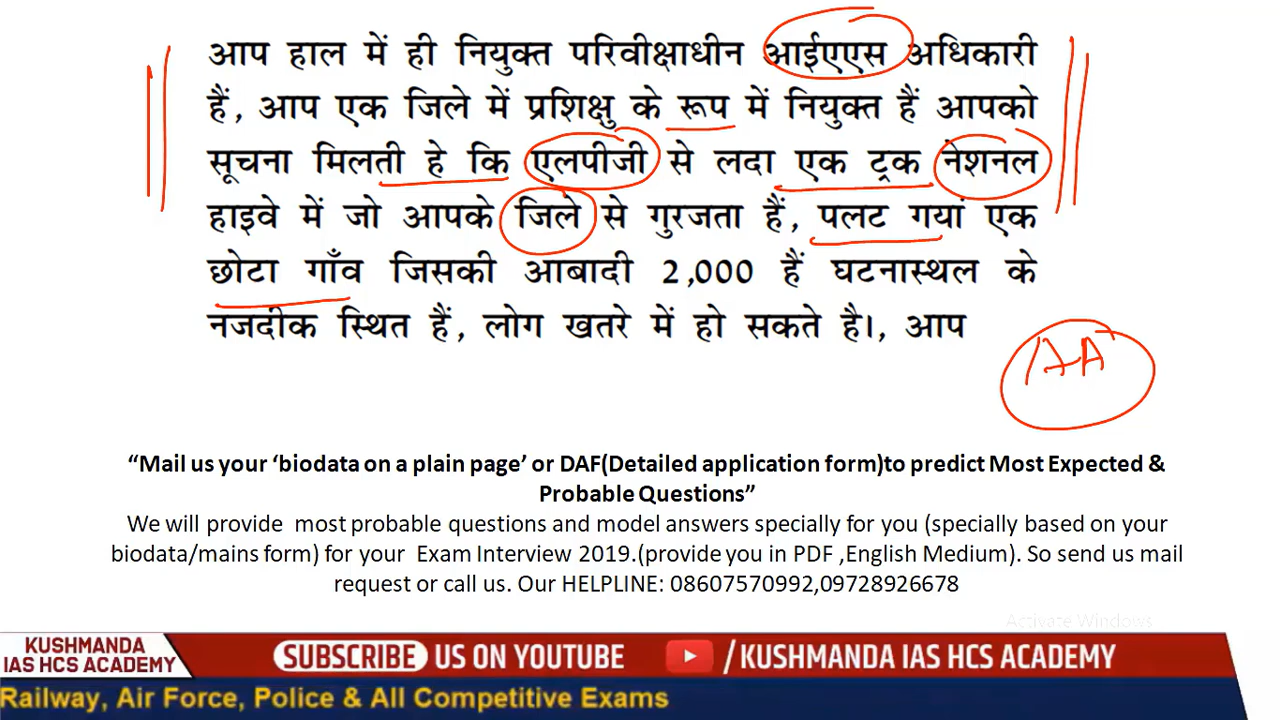 आप हाल में ही नियुक्त परिवीक्षाधीन आईएएस अधिकारी
हैं, आप एक जिले में प्रशिक्षु के रूप में नियुक्त हैं आपको
सूचना मिलती हे कि एलपीजी से लदा एक ट्रक नेशनल
हाइवे में जो आपके जिले से गुरजता हैं, पलट गयां एक
छोटा गाँव जिसकी आबादी 2,000 हैं घटनास्थल के
नजदीक स्थित हैं, लोग खतरे में हो सकते है।, आप
“Mail us your ‘biodata on a plain page’ or DAF(Detailed application form)to predict Most Expected &
Probable Questions”
We will provide most probable questions and model answers specially for you (specially based on your
biodata/mains form) for your Exam Interview 2019.(provide you in PDF ,English Medium). So send us mail
request or call us. Our HELPLINE: 08607570992,09728926678
Activate Windows
KUSHMANDA
IAS HCS ACADEMY
SUBSCRIBE US ON YOUTUBE /KUSHMANDA IAS HCS ACADEMY
Railway, Air Force, Police & All Competitive Exams